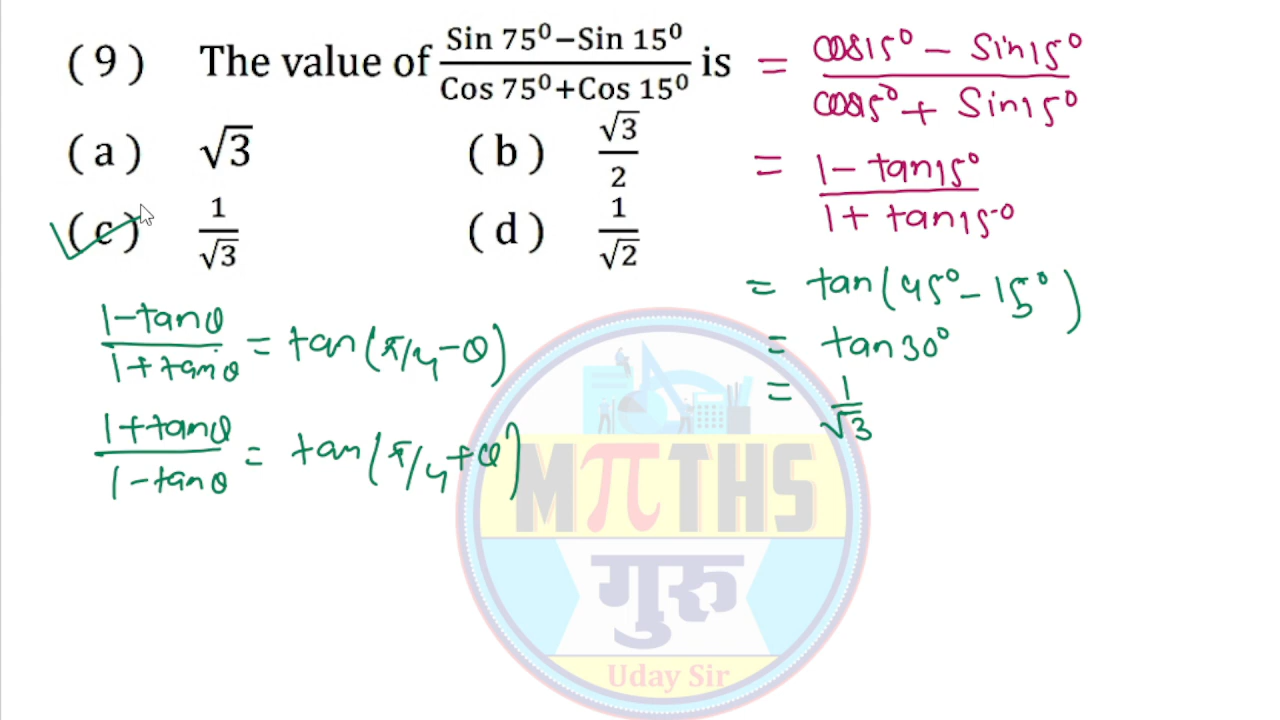 (9) The value of (Sin 75⁰−Sin 15⁰)/(Cos 75⁰+Cos 15⁰) is
(a) √3 (b) √3/2
(c) 1/√3 (d) 1/√2
= (cos15⁰ − Sin15⁰)/(cos15⁰ + Sin15⁰)
= (1 − tan15⁰)/(1 + tan15⁰)
= tan(45⁰ − 15⁰)
= tan30⁰
= 1/√3
(1−tanθ)/(1+tanθ) = tan(π/4−θ)
(1+tanθ)/(1−tanθ) = tan(π/4+θ)
MπTHS
गुरु
Uday Sir